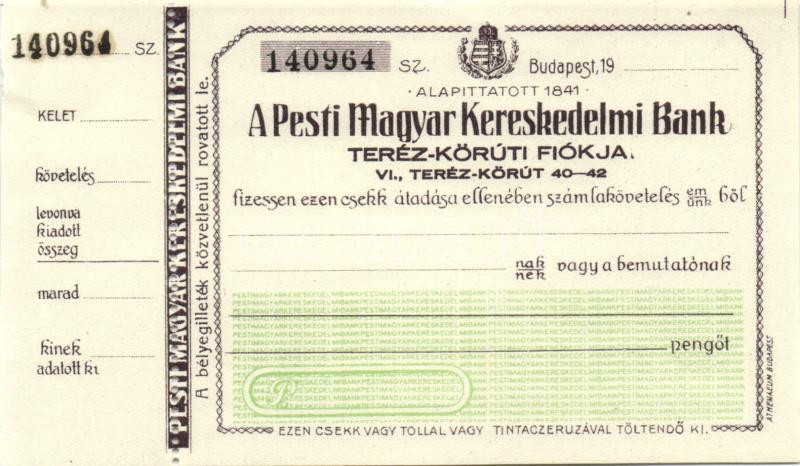 140964 SZ.
KELET
követelés
levonva
kiadott
összeg
marad
kinek
adatott ki
PESTI MAGYAR KERESKEDELMI BANK
A bélyegilleték közvetlenül rovatott le.
140964 SZ.
Budapest, 19
· ALAPITTATOTT 1841 ·
A Pesti Magyar Kereskedelmi Bank
TERÉZ-KÖRÚTI FIÓKJA.
VI., TERÉZ-KÖRÚT 40—42
fizessen ezen csekk átadása ellenében számlakövetelés em/ünk ből
nak/nek vagy a bemutatónak
PESTIMAGYARKERESKEDELMIBANKPESTIMAGYARKERESKEDELMIBANKPESTIMAGYARKERESKEDELMIBANK
pengőt
P
EZEN CSEKK VAGY TOLLAL VAGY TINTACZERUZÁVAL TÖLTENDŐ KI.
ATHENAEUM BUDAPEST